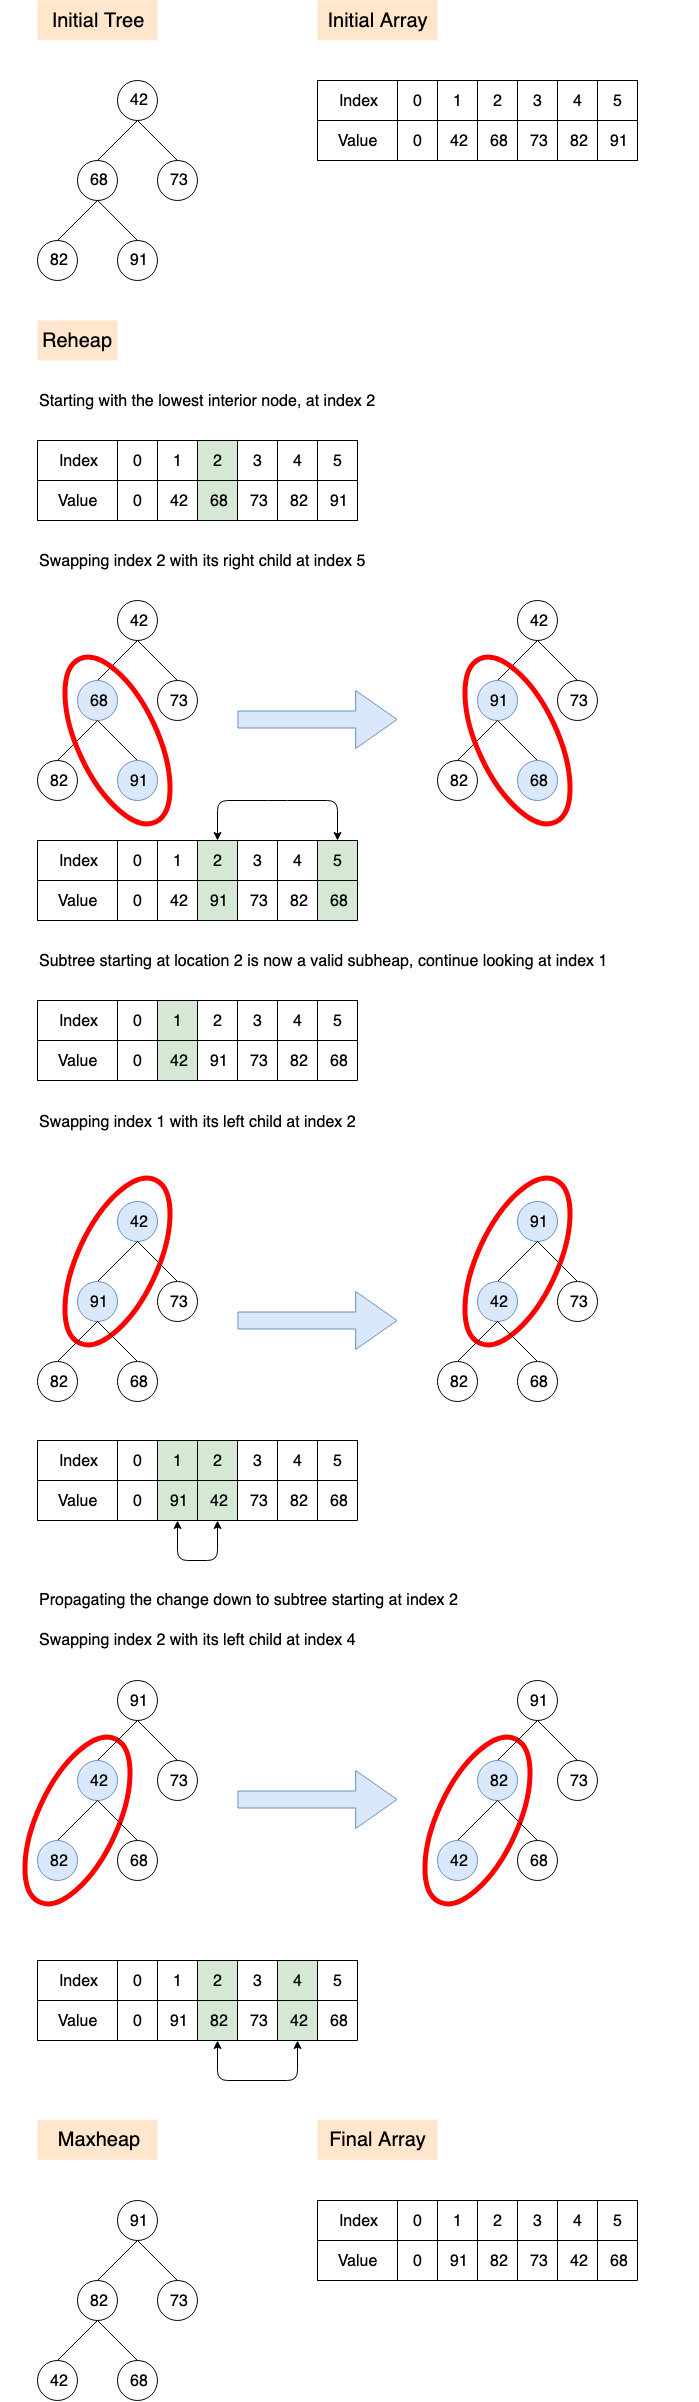 Initial Tree
Initial Array
42
68 73
82 91
Index 0 1 2 3 4 5
Value 0 42 68 73 82 91
Reheap
Starting with the lowest interior node, at index 2
Index 0 1 2 3 4 5
Value 0 42 68 73 82 91
Swapping index 2 with its right child at index 5
42
68 73
82 91
42
91 73
82 68
Index 0 1 2 3 4 5
Value 0 42 91 73 82 68
Subtree starting at location 2 is now a valid subheap, continue looking at index 1
Index 0 1 2 3 4 5
Value 0 42 91 73 82 68
Swapping index 1 with its left child at index 2
42
91 73
82 68
91
42 73
82 68
Index 0 1 2 3 4 5
Value 0 91 42 73 82 68
Propagating the change down to subtree starting at index 2
Swapping index 2 with its left child at index 4
91
42 73
82 68
91
82 73
42 68
Index 0 1 2 3 4 5
Value 0 91 82 73 42 68
Maxheap
Final Array
91
82 73
42 68
Index 0 1 2 3 4 5
Value 0 91 82 73 42 68